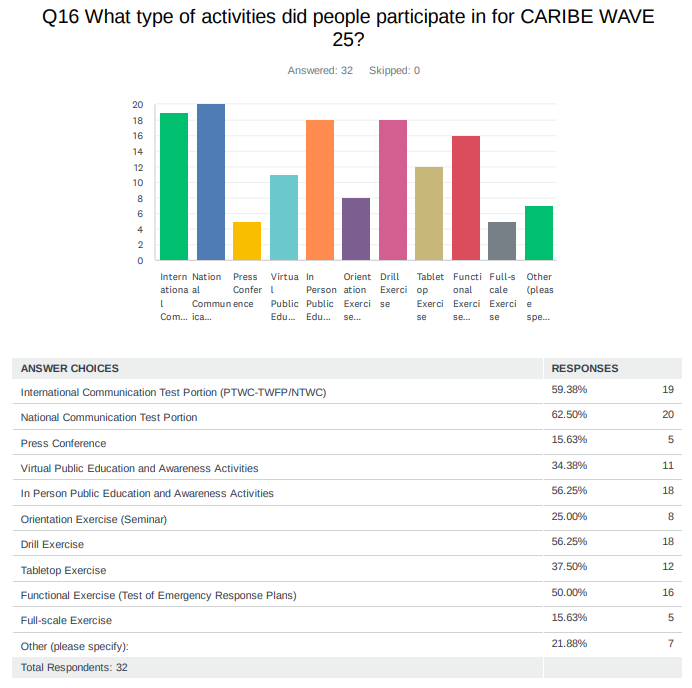 Q16 What type of activities did people participate in for CARIBE WAVE
25?
Answered: 32 Skipped: 0
20
18
16
14
12
10
8
6
4
2
0
Intern
ationa
l
Com...
Nation
al
Commun
ica...
Press
Confer
ence
Virtua
l
Public
Edu...
In
Person
Public
Edu...
Orient
ation
Exerci
se...
Drill
Exerci
se
Tablet
op
Exerci
se
Functi
onal
Exerci
se...
Full-s
cale
Exerci
se
Other
(pleas
e
spe...
ANSWER CHOICES RESPONSES
International Communication Test Portion (PTWC-TWFP/NTWC) 59.38% 19
National Communication Test Portion 62.50% 20
Press Conference 15.63% 5
Virtual Public Education and Awareness Activities 34.38% 11
In Person Public Education and Awareness Activities 56.25% 18
Orientation Exercise (Seminar) 25.00% 8
Drill Exercise 56.25% 18
Tabletop Exercise 37.50% 12
Functional Exercise (Test of Emergency Response Plans) 50.00% 16
Full-scale Exercise 15.63% 5
Other (please specify): 21.88% 7
Total Respondents: 32